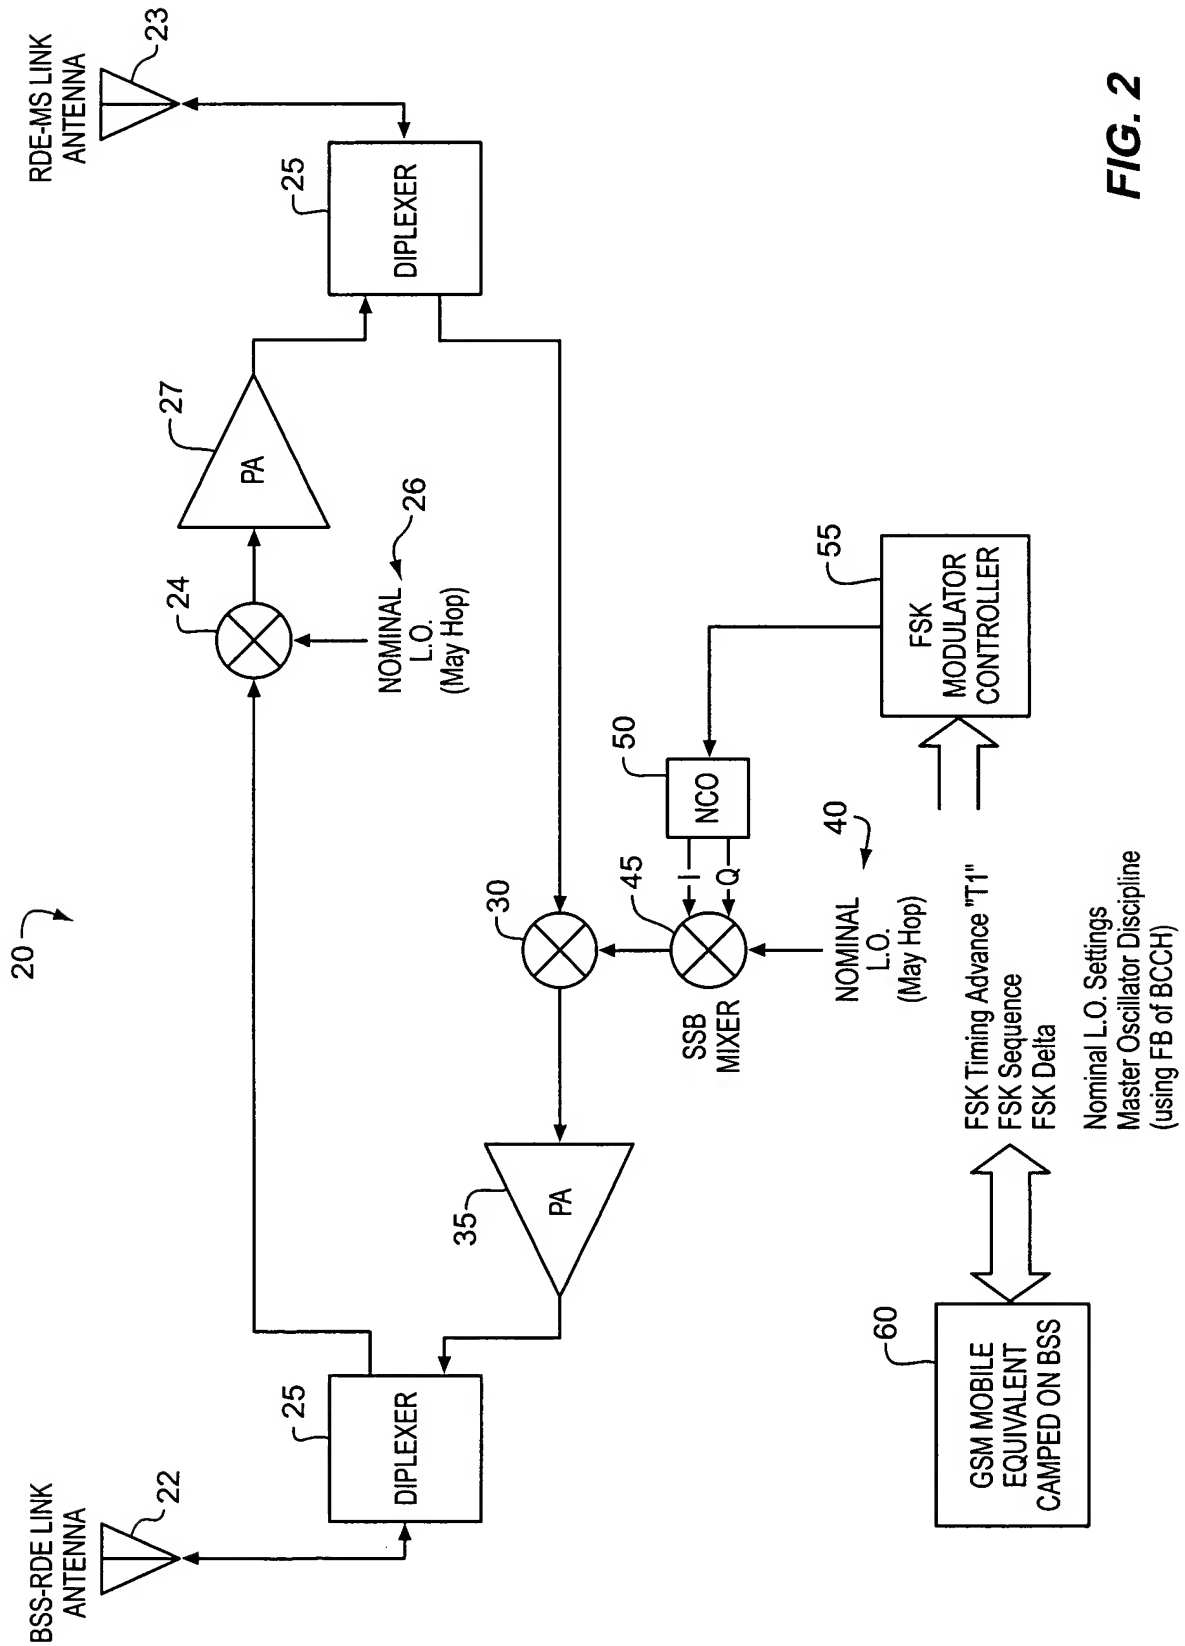 20
BSS-RDE LINK
ANTENNA
22
RDE-MS LINK
ANTENNA
23
25
DIPLEXER
24
27
PA
25
DIPLEXER
NOMINAL
L.O.
(May Hop)
26
35
PA
30
SSB
MIXER
45
I
Q
50
NCO
NOMINAL
L.O.
(May Hop)
40
55
FSK
MODULATOR
CONTROLLER
60
GSM MOBILE
EQUIVALENT
CAMPED ON BSS
FSK Timing Advance "T1"
FSK Sequence
FSK Delta
Nominal L.O. Settings
Master Oscillator Discipline
(using FB of BCCH)
FIG. 2